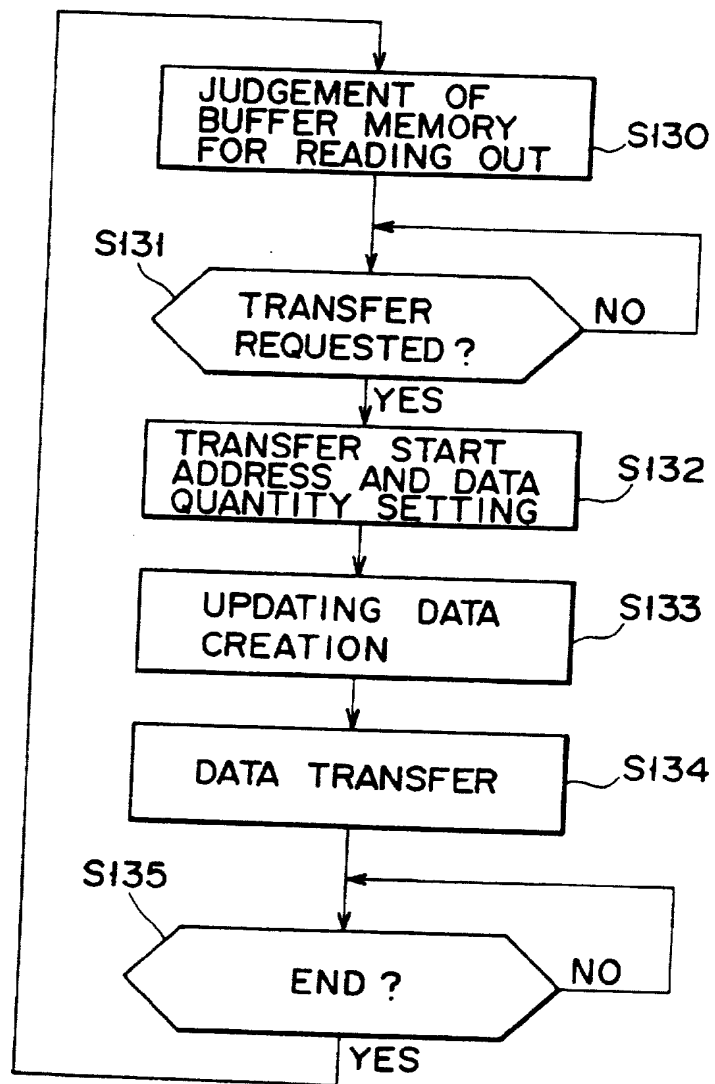 JUDGEMENT OF
BUFFER MEMORY
FOR READING OUT
S130
S131
TRANSFER
REQUESTED?
NO
YES
TRANSFER START
ADDRESS AND DATA
QUANTITY SETTING
S132
UPDATING DATA
CREATION
S133
DATA TRANSFER
S134
S135
END?
NO
YES